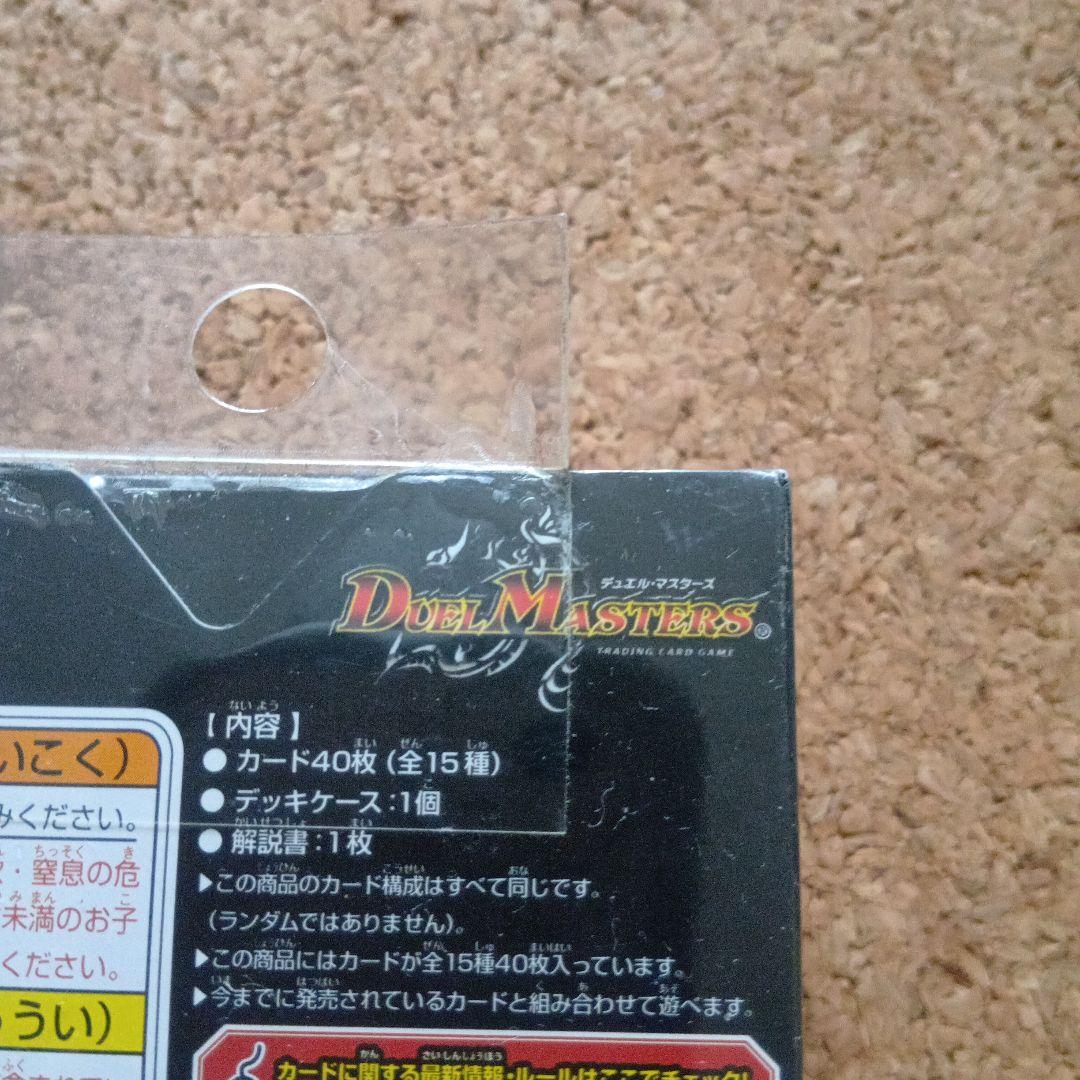 デュエル・マスターズ
DUEL MASTERS®
TRADING CARD GAME
【内容】
● カード40枚 (全15種)
● デッキケース:1個
● 解説書:1枚
▶この商品のカード構成はすべて同じです。
(ランダムではありません)。
▶この商品にはカードが全15種40枚入っています。
▶今までに発売されているカードと組み合わせて遊べます。
カードに関する最新情報・ルールはここでチェック!
いこく)
みください。
・窒息の危
未満のお子
ください。
うい)